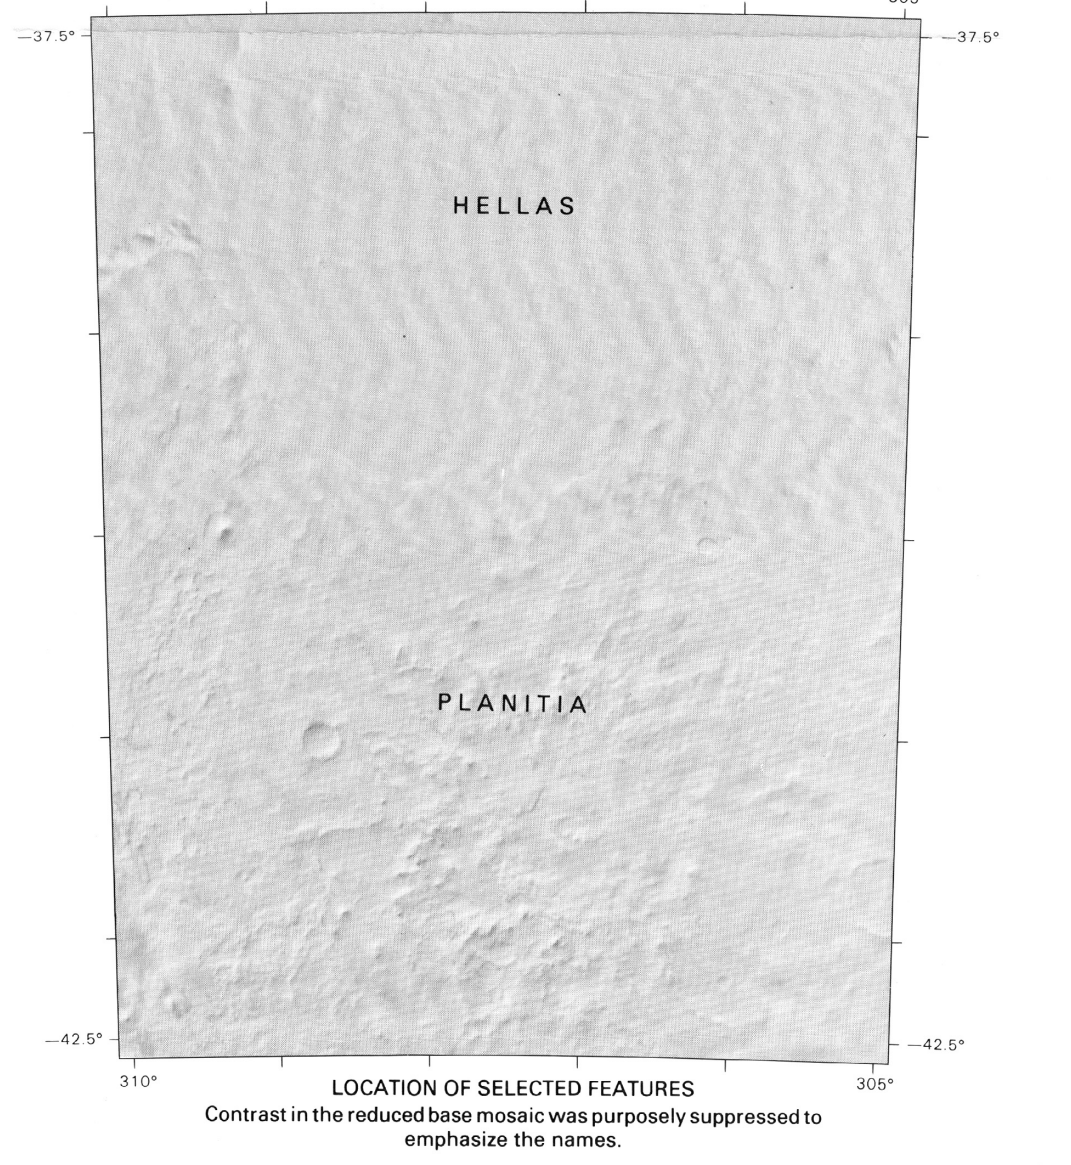 —37.5° —37.5°
HELLAS
PLANITIA
—42.5° —42.5°
310° 305°
LOCATION OF SELECTED FEATURES
Contrast in the reduced base mosaic was purposely suppressed to
emphasize the names.